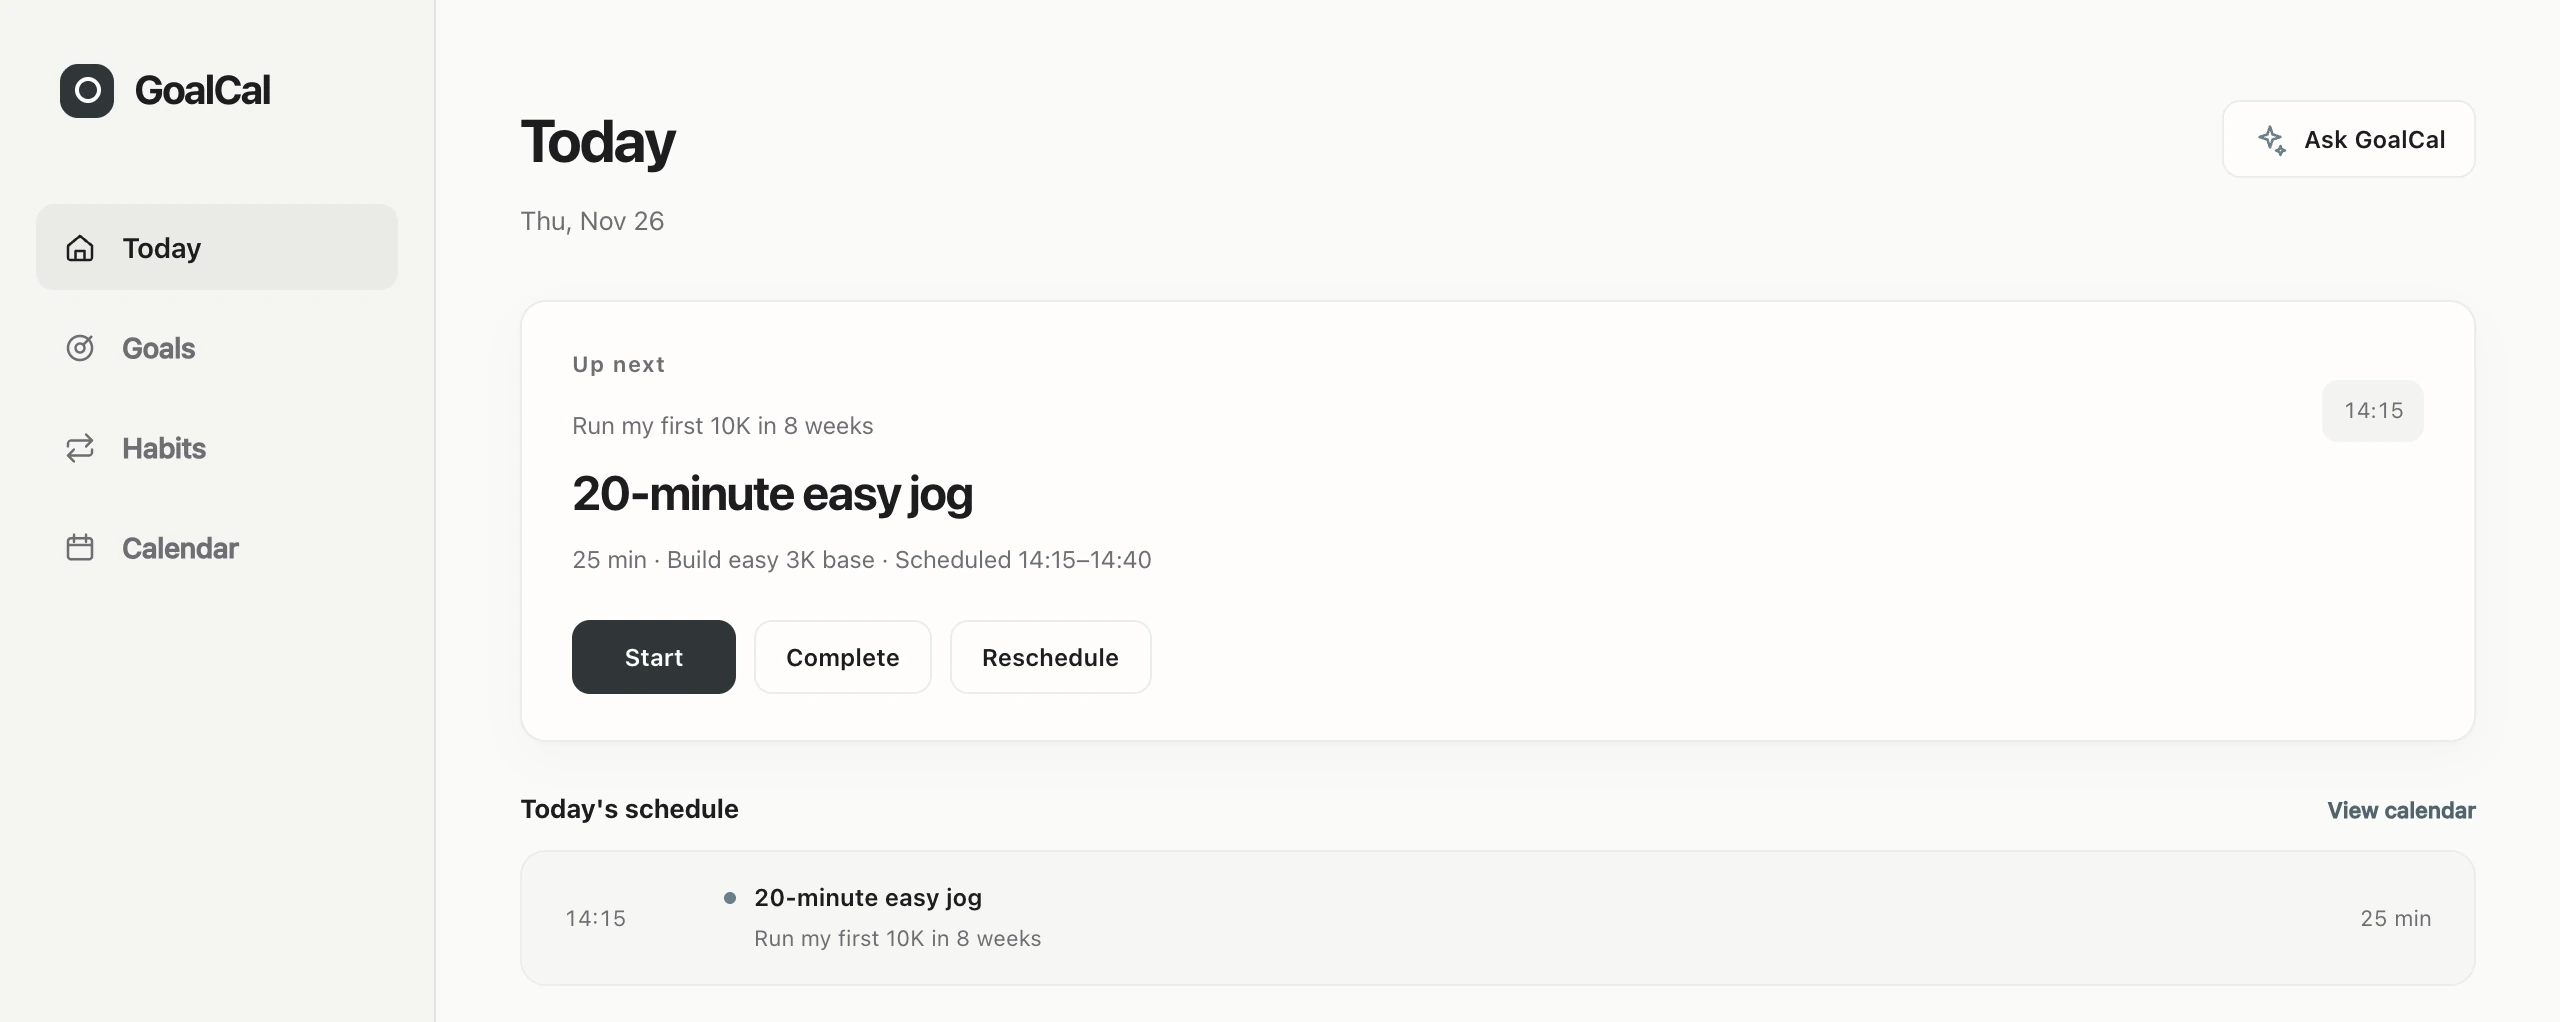 GoalCal
Today
Goals
Habits
Calendar
Today
Ask GoalCal
Thu, Nov 26
Up next
Run my first 10K in 8 weeks
14:15
20-minute easy jog
25 min · Build easy 3K base · Scheduled 14:15–14:40
Start
Complete
Reschedule
Today's schedule
View calendar
14:15
20-minute easy jog
Run my first 10K in 8 weeks
25 min